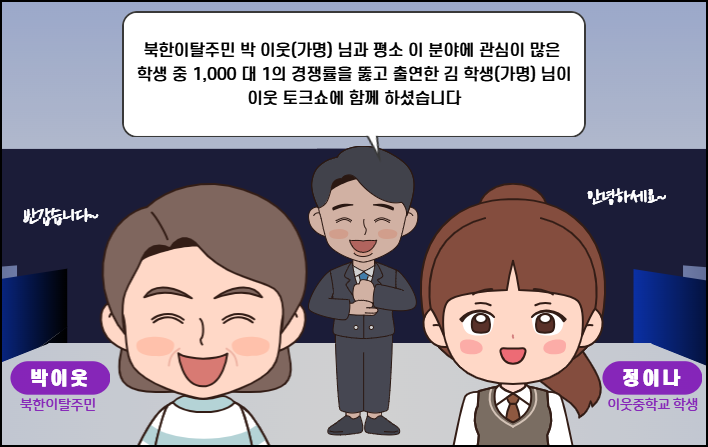 북한이탈주민 박 이웃(가명) 님과 평소 이 분야에 관심이 많은
학생 중 1,000 대 1의 경쟁률을 뚫고 출연한 김 학생(가명) 님이
이웃 토크쇼에 함께 하셨습니다
반갑습니다~
안녕하세요~
박이웃
북한이탈주민
정이나
이웃중학교 학생